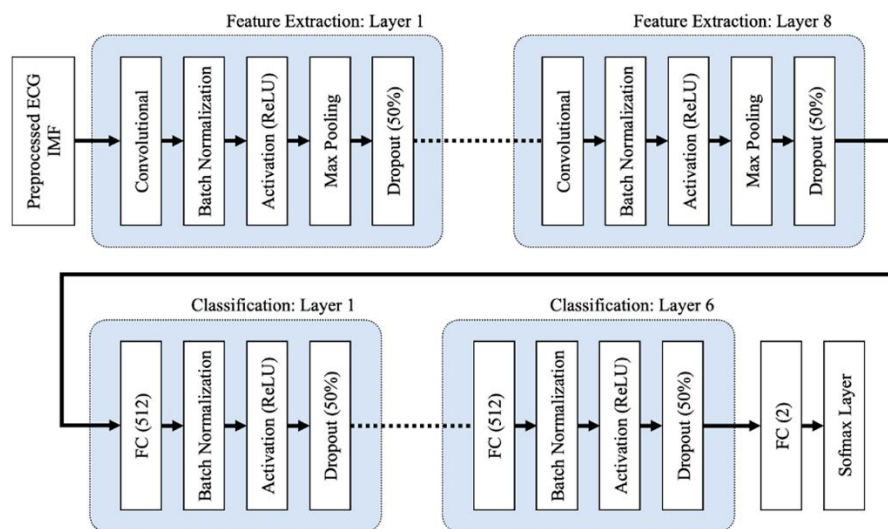 Feature Extraction: Layer 1
Feature Extraction: Layer 8
Preprocessed ECG
IMF
Convolutional
Batch Normalization
Activation (ReLU)
Max Pooling
Dropout (50%)
Convolutional
Batch Normalization
Activation (ReLU)
Max Pooling
Dropout (50%)
Classification: Layer 1
Classification: Layer 6
FC (512)
Batch Normalization
Activation (ReLU)
Dropout (50%)
FC (512)
Batch Normalization
Activation (ReLU)
Dropout (50%)
FC (2)
Sofmax Layer